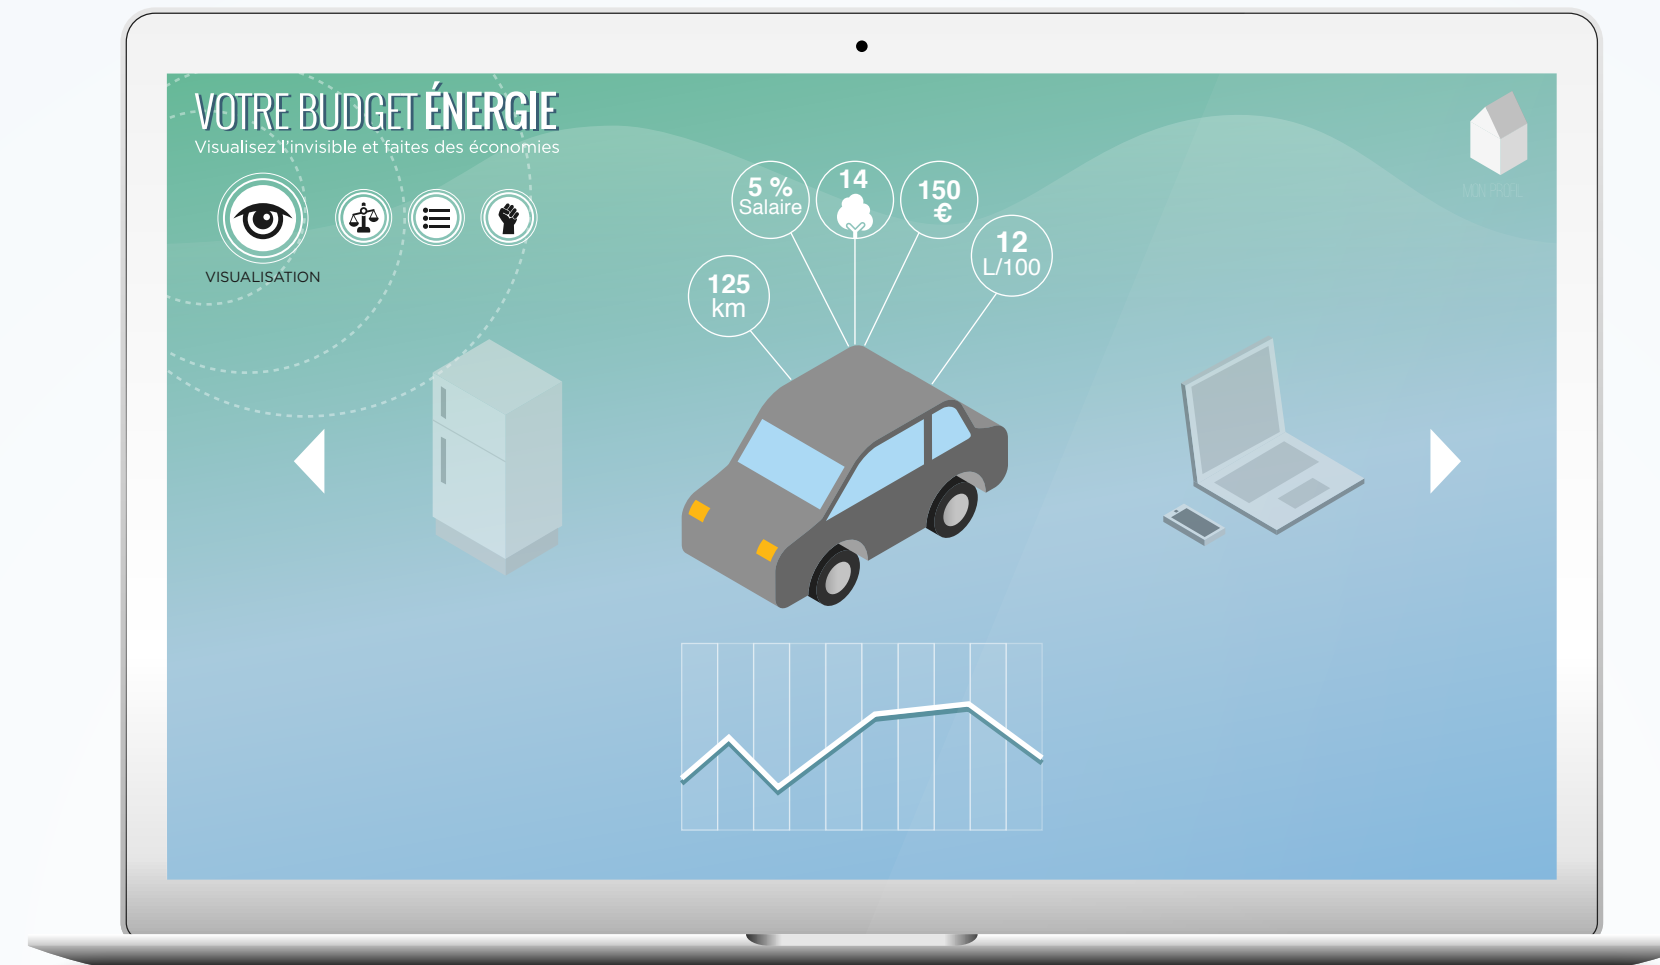 VOTRE BUDGET ÉNERGIE
Visualisez l'invisible et faites des économies
VISUALISATION
125
km
5 %
Salaire
14
150
€
12
L/100